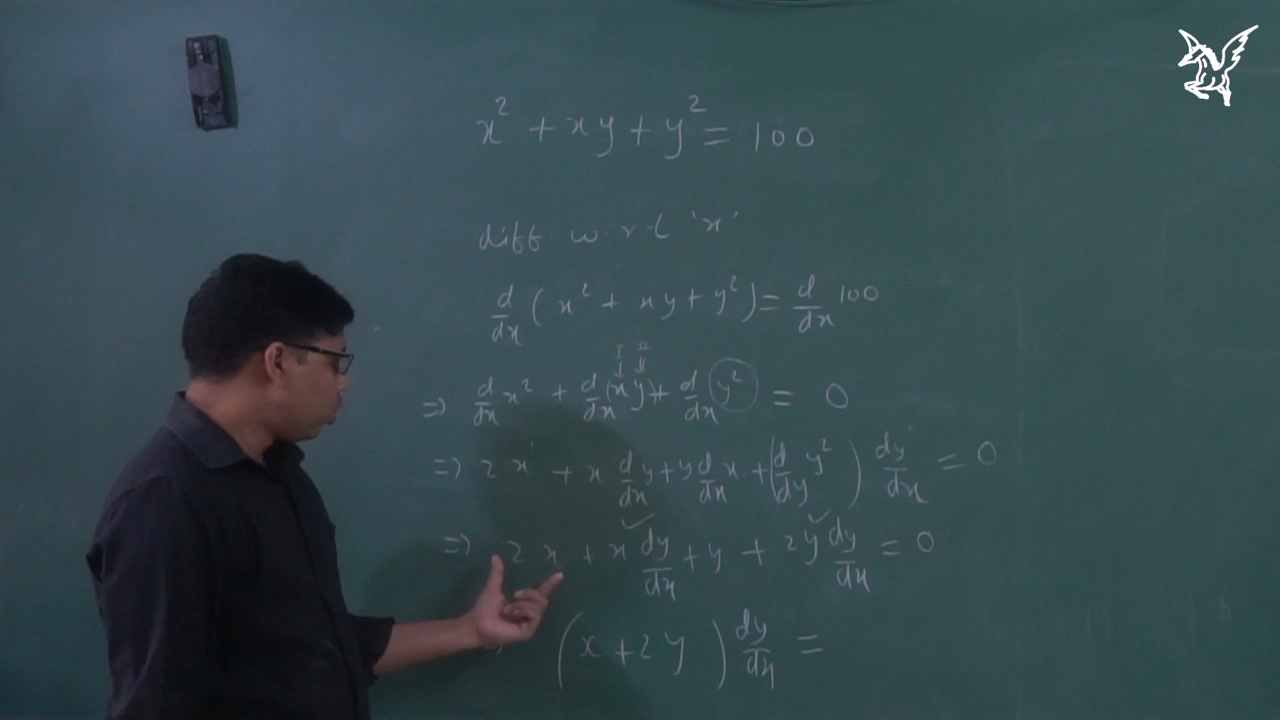 x² + xy + y² = 100
diff. w.r.t 'x'
d/dx (x² + xy + y²) = d/dx 100
I II
⇒ d/dx x² + d/dx (xy) + d/dx y² = 0
⇒ 2x' + x d/dx y + y d/dx x + (d/dy y²) dy/dx = 0
⇒ 2x + x dy/dx + y + 2y dy/dx = 0
(x + 2y) dy/dx =